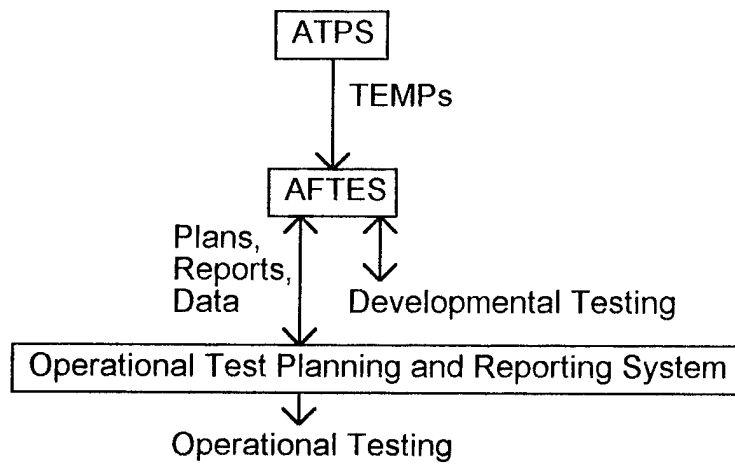 ATPS
TEMPs
AFTES
Plans,
Reports,
Data
Developmental Testing
Operational Test Planning and Reporting System
Operational Testing